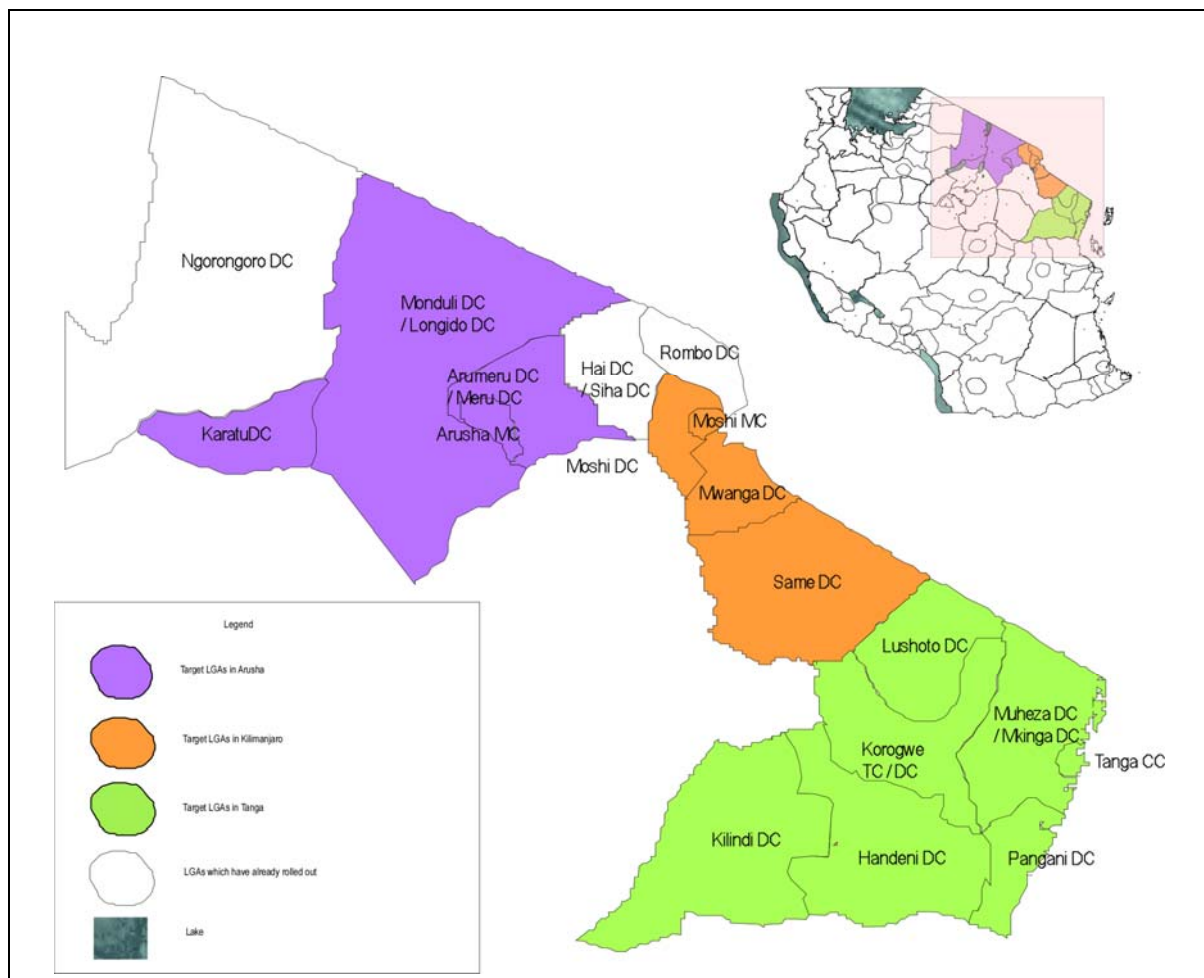 Ngorongoro DC
Monduli DC
/ Longido DC
Rombo DC
Hai DC
/ Siha DC
Arumeru DC
/ Meru DC
Moshi MC
KaratuDC
Arusha MC
Moshi DC
Mwanga DC
Same DC
Lushoto DC
Muheza DC
/ Mkinga DC
Korogwe
TC / DC
Tanga CC
Kilindi DC
Handeni DC
Pangani DC
Legend
Target LGAs in Arusha
Target LGAs in Kilimanjaro
Target LGAs in Tanga
LGAs which have already rolled out
Lake